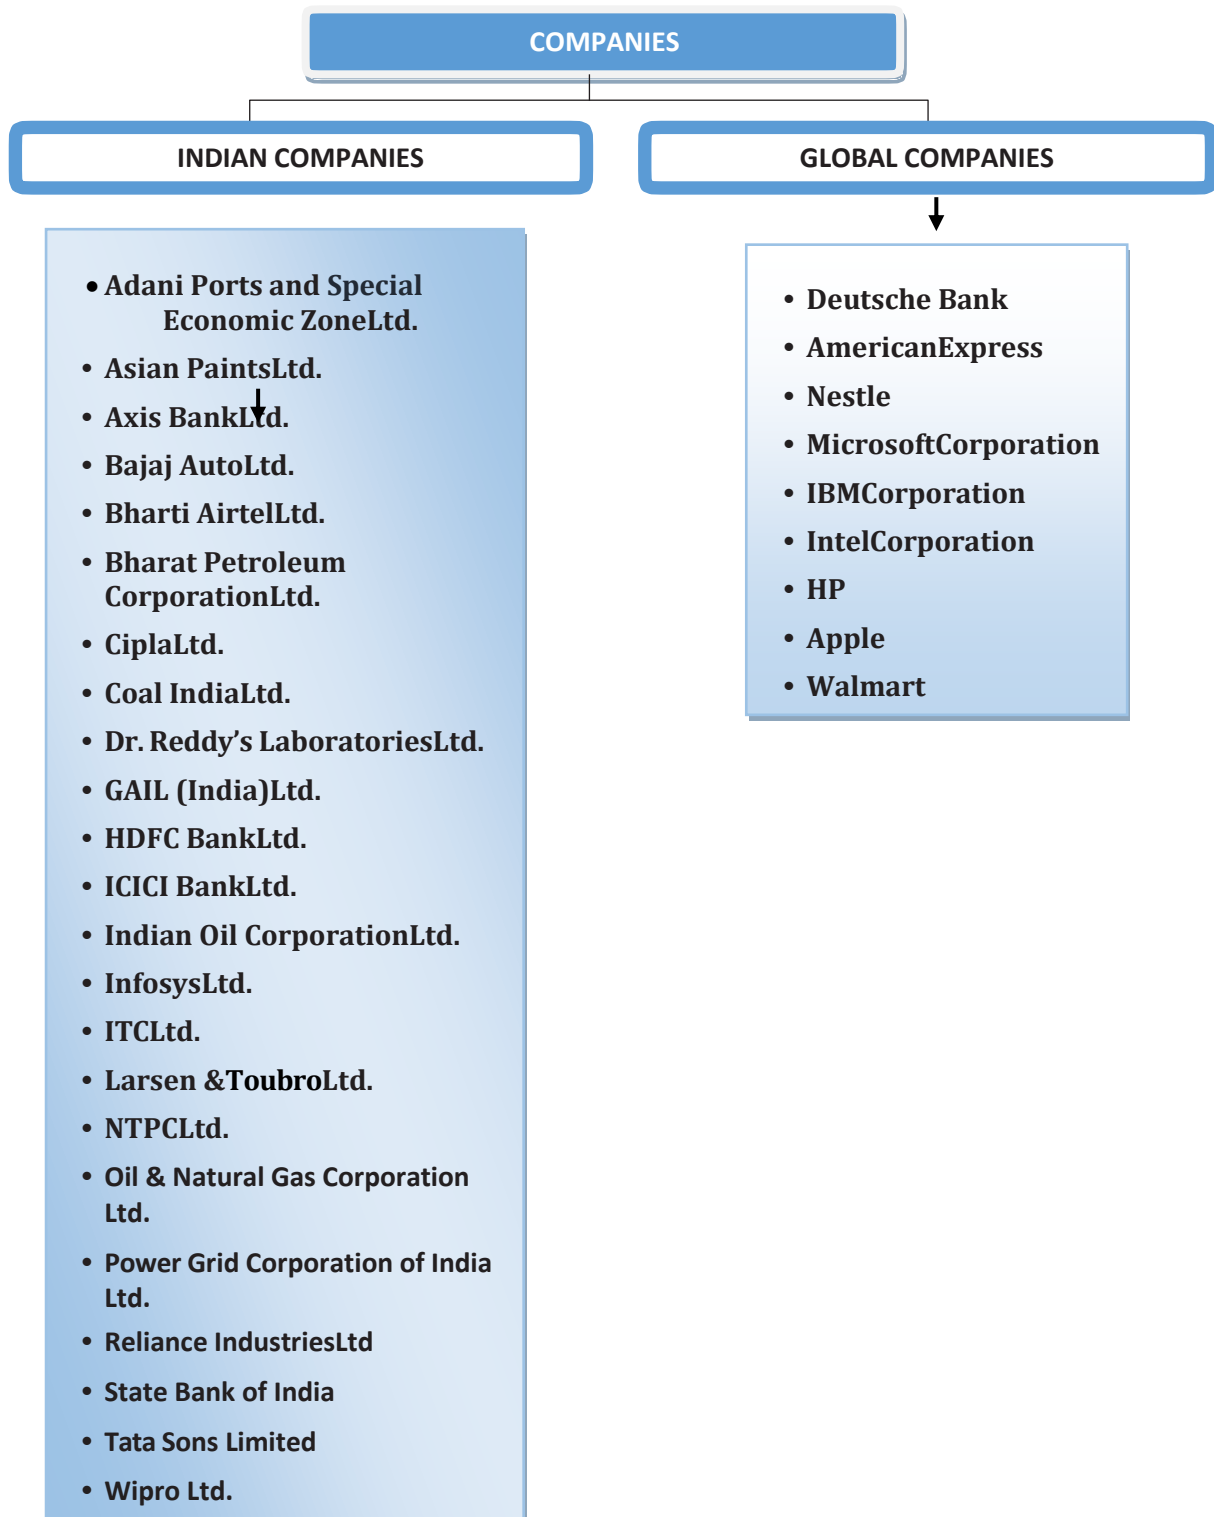 COMPANIES
INDIAN COMPANIES
GLOBAL COMPANIES
• Adani Ports and Special
Economic ZoneLtd.
• Asian PaintsLtd.
• Axis BankLtd.
• Bajaj AutoLtd.
• Bharti AirtelLtd.
• Bharat Petroleum
CorporationLtd.
• CiplaLtd.
• Coal IndiaLtd.
• Dr. Reddy’s LaboratoriesLtd.
• GAIL (India)Ltd.
• HDFC BankLtd.
• ICICI BankLtd.
• Indian Oil CorporationLtd.
• InfosysLtd.
• ITCLtd.
• Larsen &ToubroLtd.
• NTPCLtd.
• Oil & Natural Gas Corporation
Ltd.
• Power Grid Corporation of India
Ltd.
• Reliance IndustriesLtd
• State Bank of India
• Tata Sons Limited
• Wipro Ltd.
• Deutsche Bank
• AmericanExpress
• Nestle
• MicrosoftCorporation
• IBMCorporation
• IntelCorporation
• HP
• Apple
• Walmart